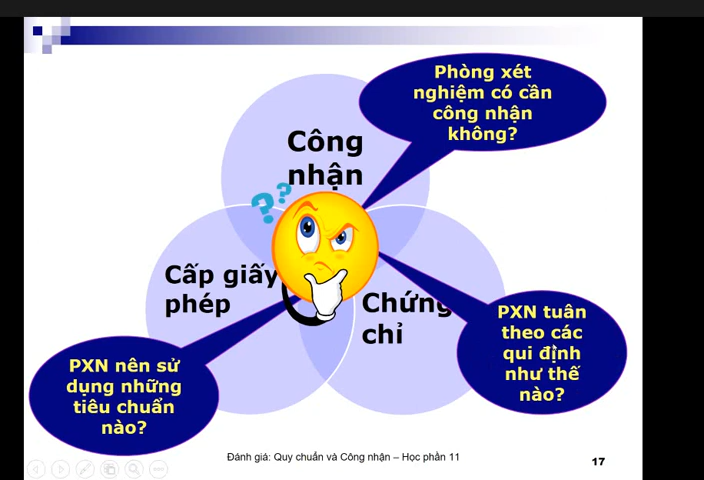 Phòng xét
nghiệm có cần
công nhận
không?
Công
nhận
??
Cấp giấy
phép
Chứng
chỉ
PXN tuân
theo các
qui định
như thế
nào?
PXN nên sử
dụng những
tiêu chuẩn
nào?
Đánh giá: Quy chuẩn và Công nhận – Học phần 11
17